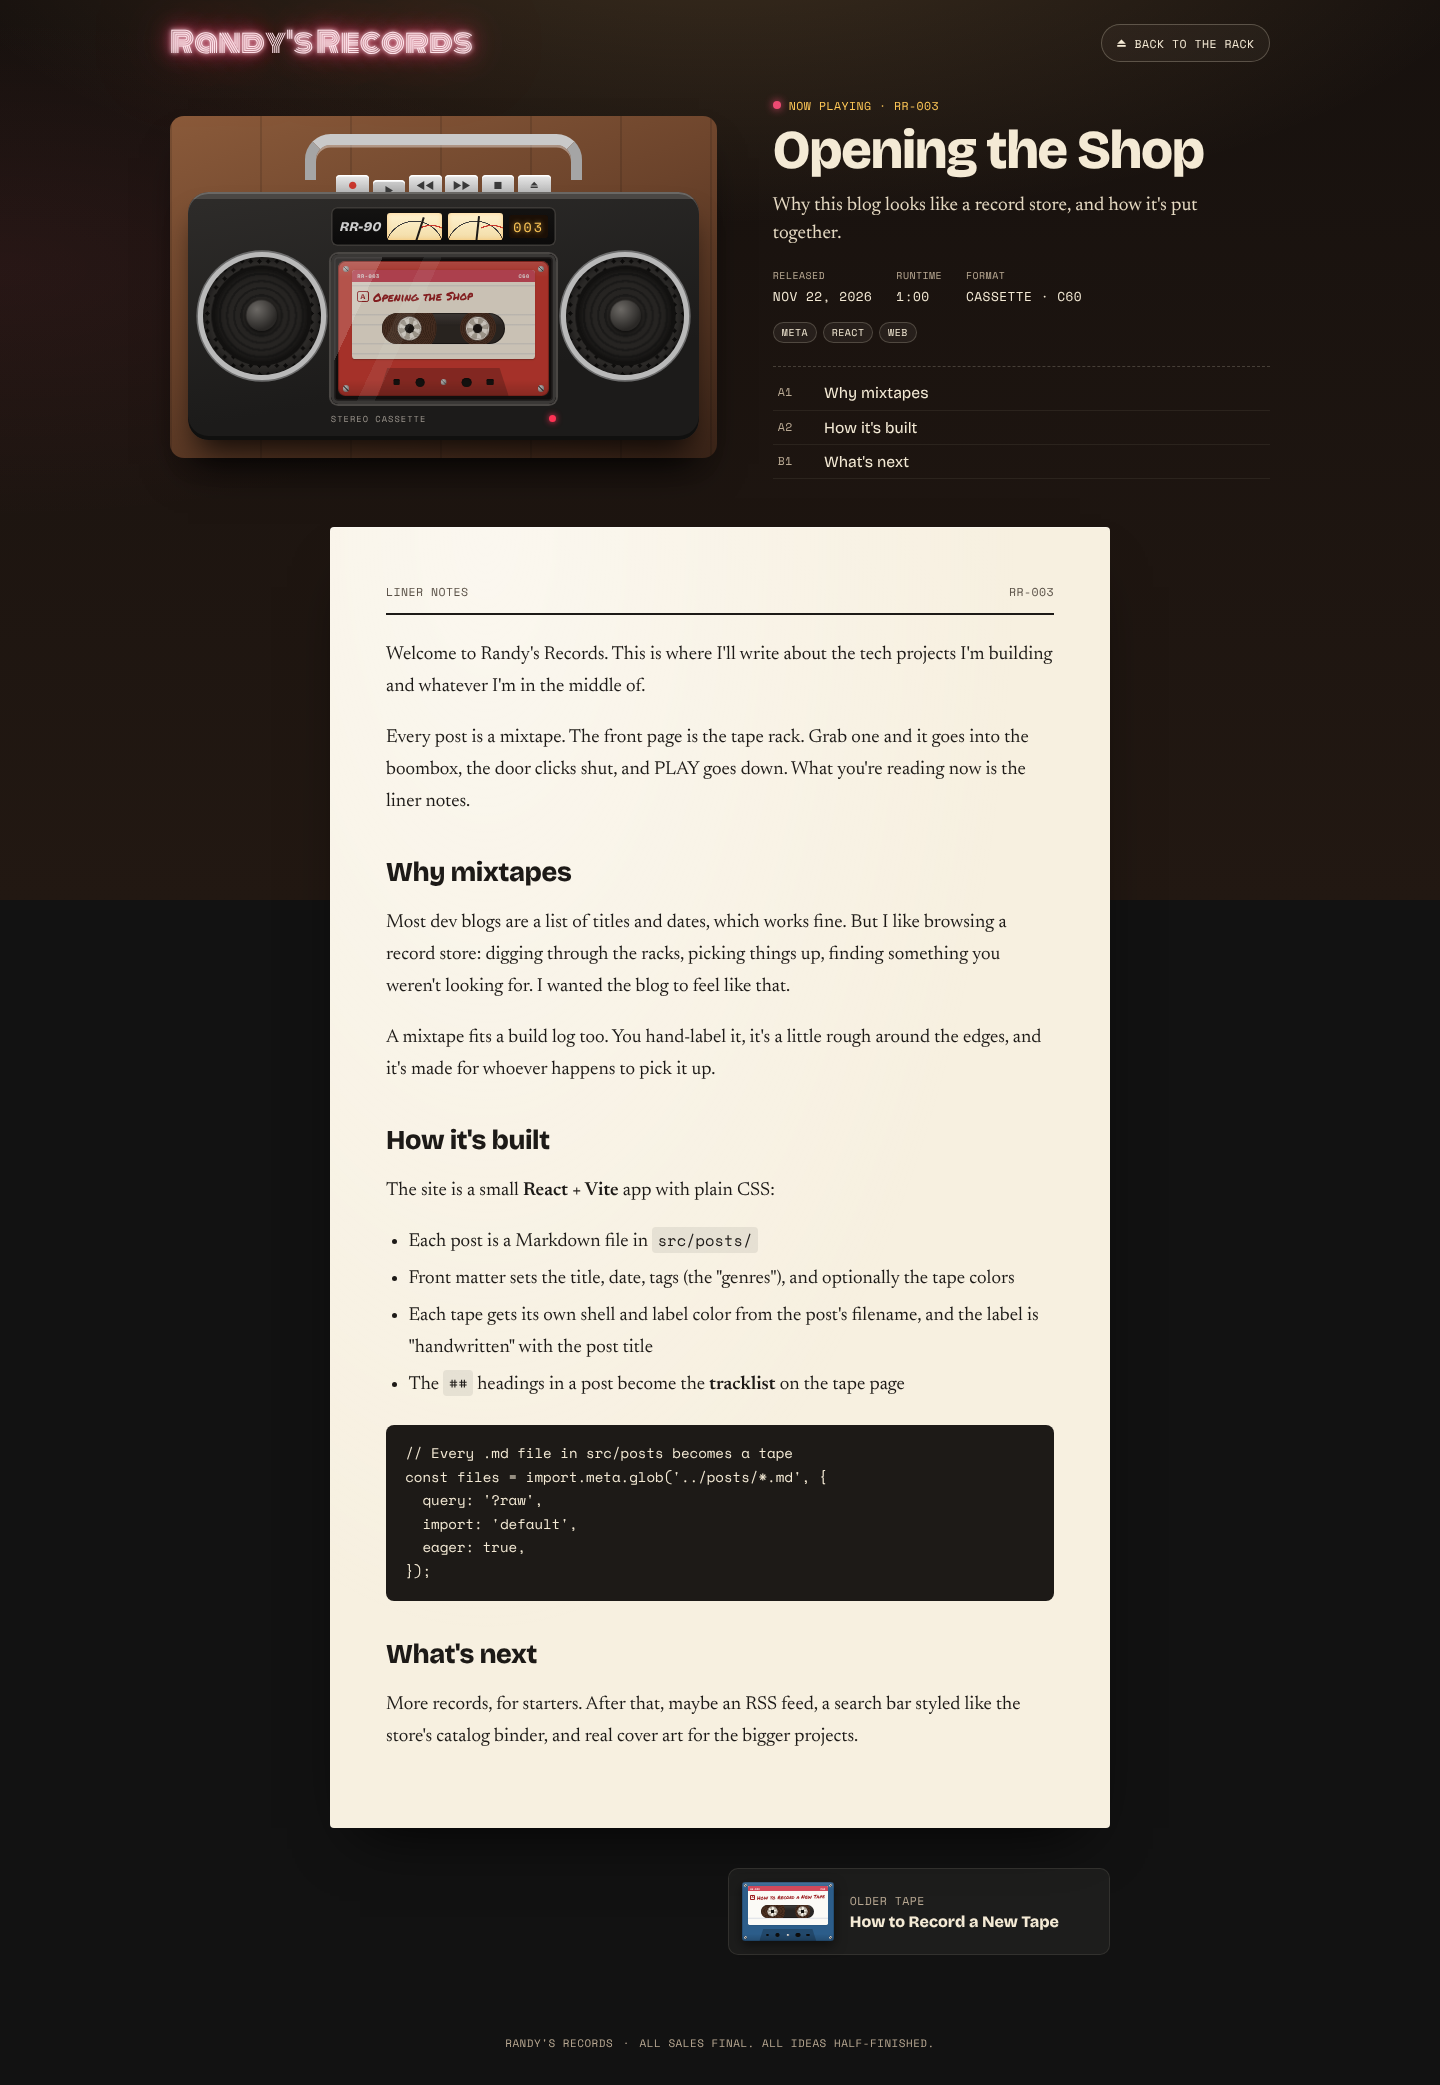 Randy's Records
BACK TO THE RACK
NOW PLAYING · RR-003
Opening the Shop
Why this blog looks like a record store, and how it's put
together.
RELEASED RUNTIME FORMAT
NOV 22, 2026 1:00 CASSETTE · C60
META REACT WEB
A1 Why mixtapes
A2 How it's built
B1 What's next
RR-90 003
RR-003 C60
A Opening the Shop
STEREO CASSETTE
LINER NOTES RR-003
Welcome to Randy's Records. This is where I'll write about the tech projects I'm building
and whatever I'm in the middle of.
Every post is a mixtape. The front page is the tape rack. Grab one and it goes into the
boombox, the door clicks shut, and PLAY goes down. What you're reading now is the
liner notes.
Why mixtapes
Most dev blogs are a list of titles and dates, which works fine. But I like browsing a
record store: digging through the racks, picking things up, finding something you
weren't looking for. I wanted the blog to feel like that.
A mixtape fits a build log too. You hand-label it, it's a little rough around the edges, and
it's made for whoever happens to pick it up.
How it's built
The site is a small React + Vite app with plain CSS:
• Each post is a Markdown file in src/posts/
• Front matter sets the title, date, tags (the "genres"), and optionally the tape colors
• Each tape gets its own shell and label color from the post's filename, and the label is
"handwritten" with the post title
• The ## headings in a post become the tracklist on the tape page
// Every .md file in src/posts becomes a tape
const files = import.meta.glob('../posts/*.md', {
  query: '?raw',
  import: 'default',
  eager: true,
});
What's next
More records, for starters. After that, maybe an RSS feed, a search bar styled like the
store's catalog binder, and real cover art for the bigger projects.
How to Record a New Tape
OLDER TAPE
How to Record a New Tape
RANDY'S RECORDS · ALL SALES FINAL. ALL IDEAS HALF-FINISHED.